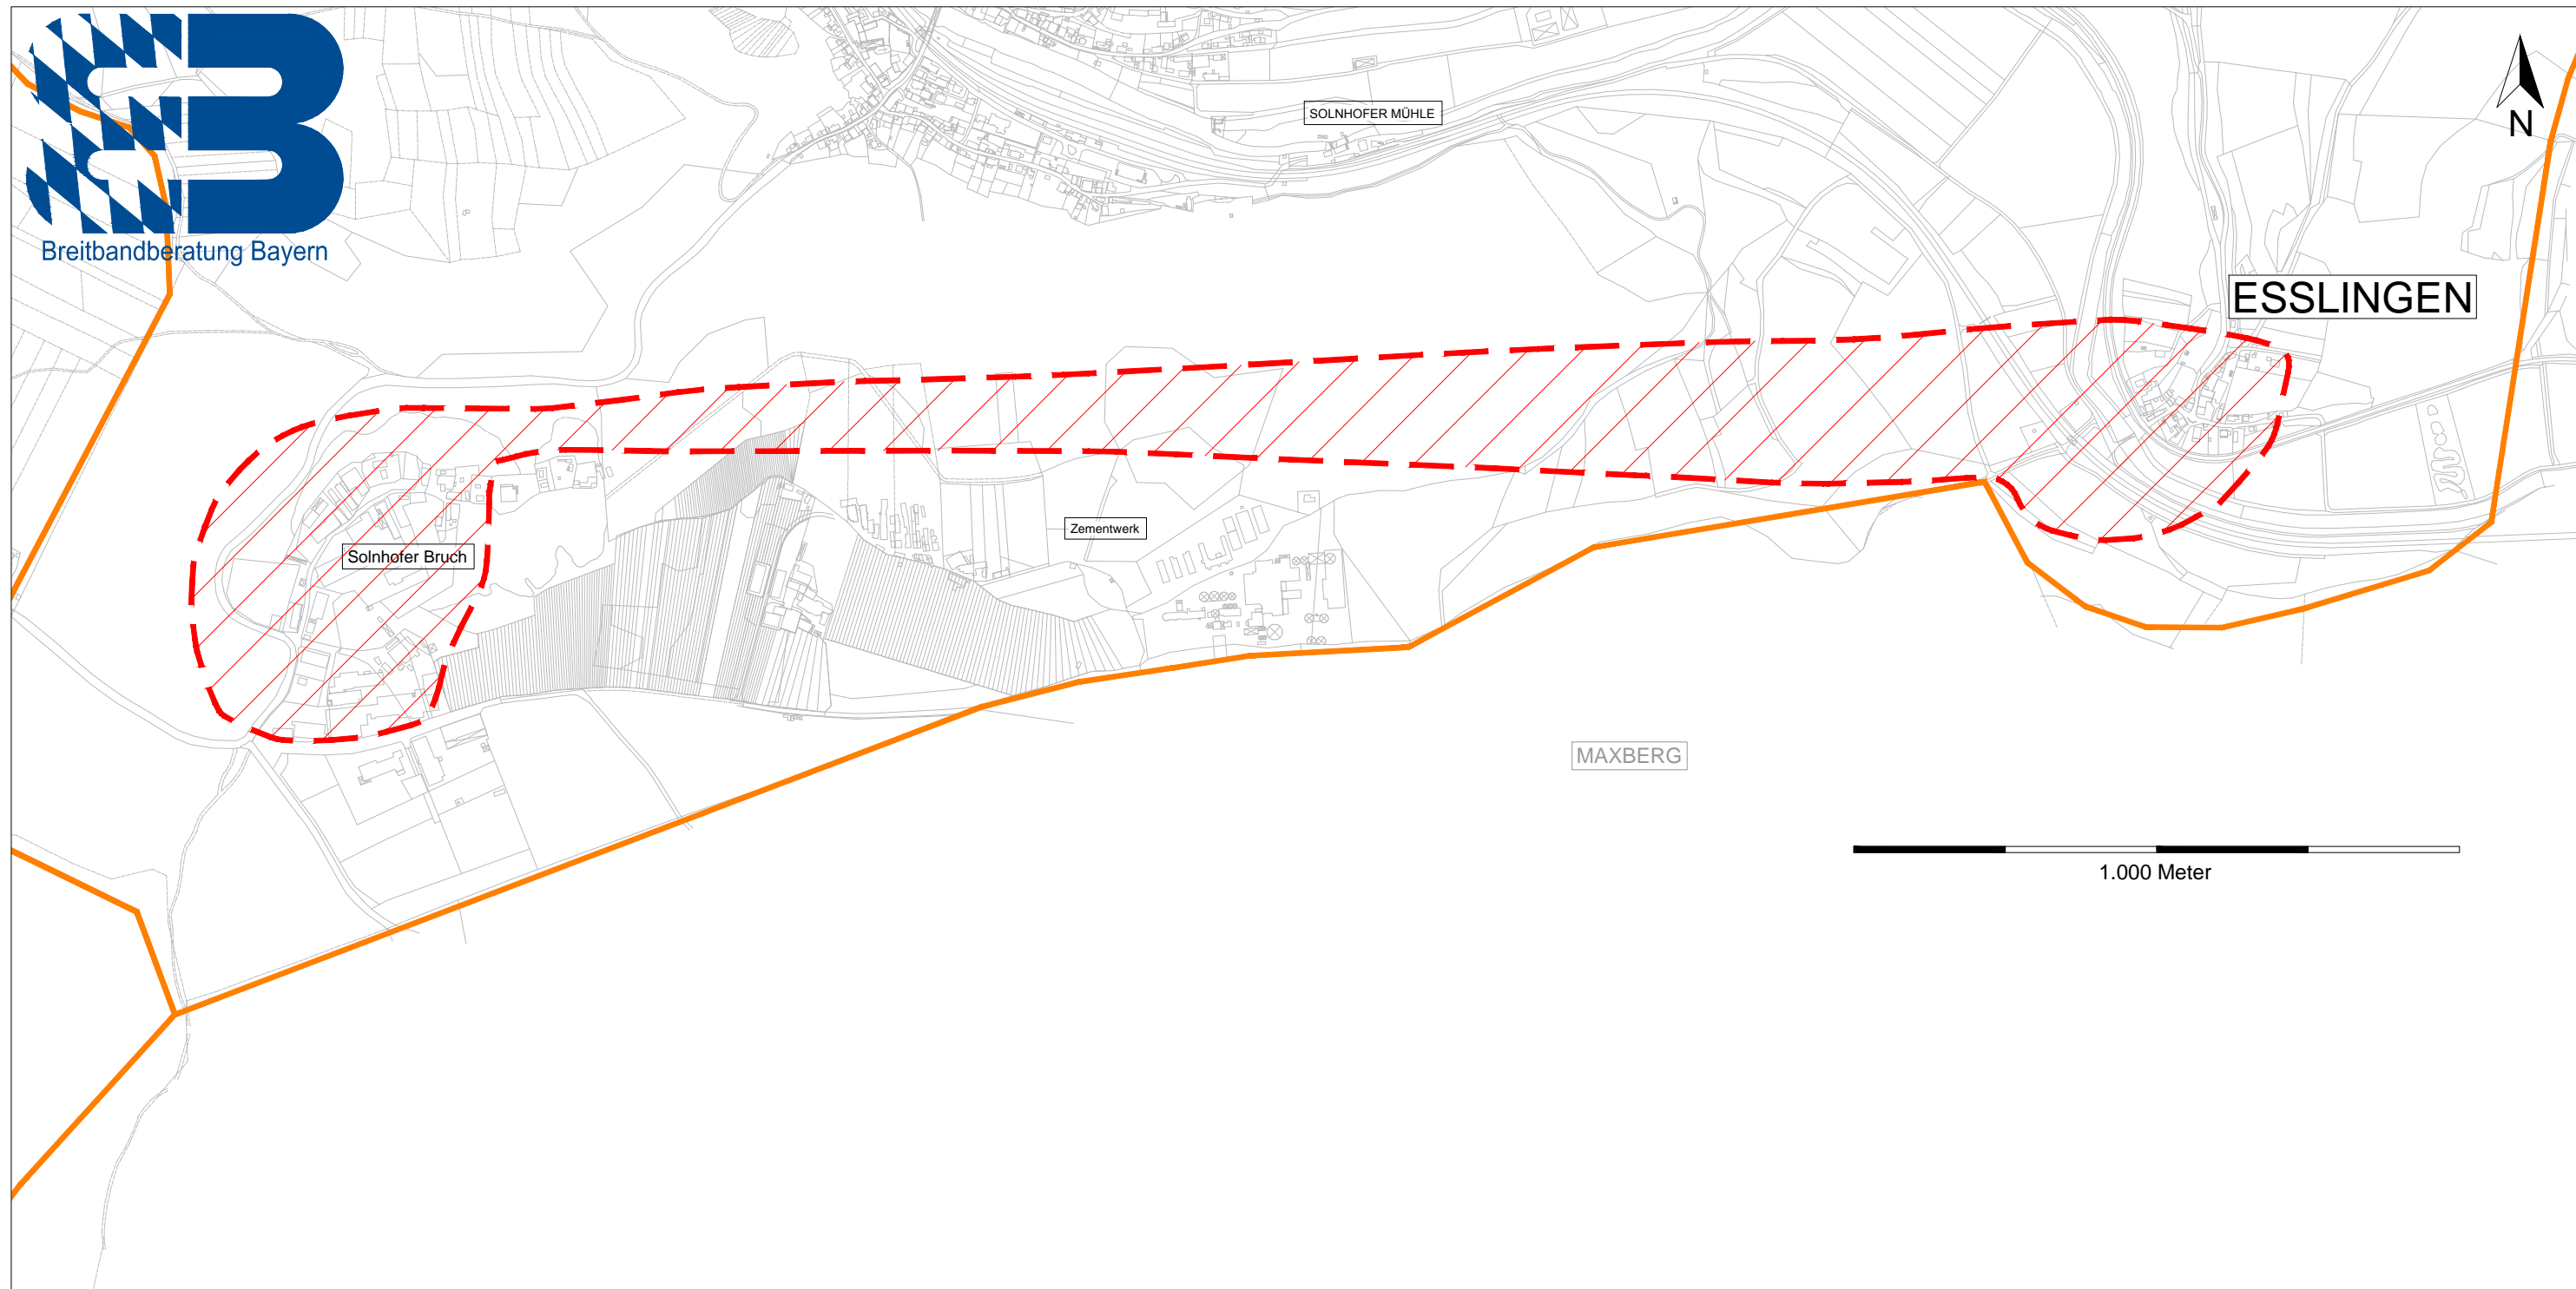 Breitbandberatung Bayern
SOLNHOFER MÜHLE
N
ESSLINGEN
Zementwerk
Solnhofer Bruch
MAXBERG
1.000 Meter